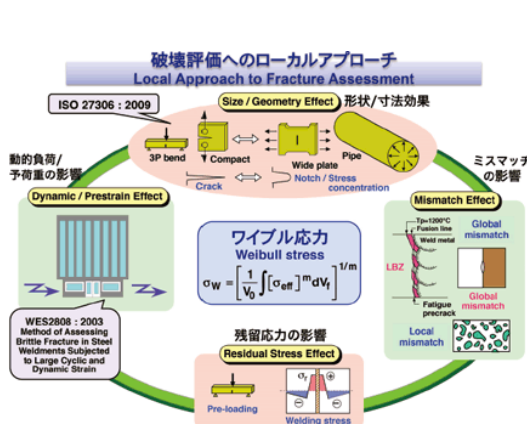 破壊評価へのローカルアプローチ
Local Approach to Fracture Assessment
ISO 27306 : 2009
Size / Geometry Effect
形状/寸法効果
3P bend
Compact
Wide plate
Pipe
Crack
Notch / Stress
concentration
動的負荷/
予荷重の影響
Dynamic / Prestrain Effect
WES2808 : 2003
Method of Assessing
Brittle Fracture in Steel
Weldments Subjected
to Large Cyclic and
Dynamic Strain
ワイブル応力
Weibull stress
σW = [ 1/V0 ∫ [σeff]^m dVf ]^1/m
ミスマッチ
の影響
Mismatch Effect
Tp=1200°C
Fusion line
Weld metal
LBZ
Fatigue
precrack
Global
mismatch
Global
mismatch
Local
mismatch
残留応力の影響
Residual Stress Effect
Pre-loading
σr
Welding stress